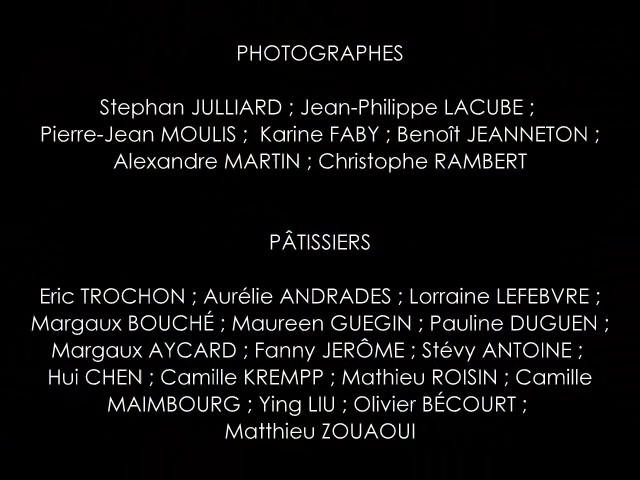 PHOTOGRAPHES
Stephan JULLIARD ; Jean-Philippe LACUBE ;
Pierre-Jean MOULIS ; Karine FABY ; Benoît JEANNETON ;
Alexandre MARTIN ; Christophe RAMBERT
PÂTISSIERS
Eric TROCHON ; Aurélie ANDRADES ; Lorraine LEFEBVRE ;
Margaux BOUCHÉ ; Maureen GUEGIN ; Pauline DUGUEN ;
Margaux AYCARD ; Fanny JERÔME ; Stévy ANTOINE ;
Hui CHEN ; Camille KREMPP ; Mathieu ROISIN ; Camille
MAIMBOURG ; Ying LIU ; Olivier BÉCOURT ;
Matthieu ZOUAOUI